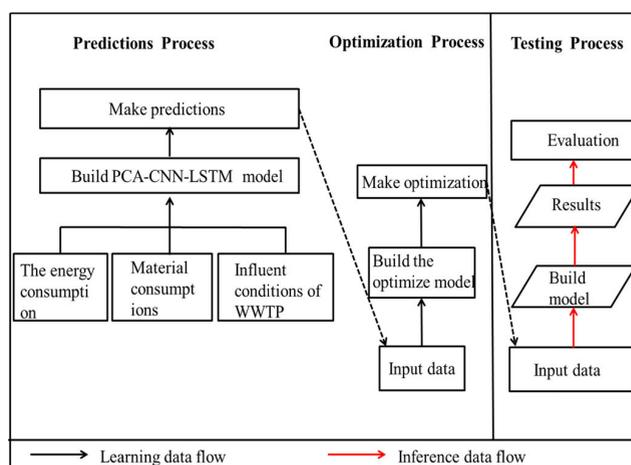 Predictions Process
Optimization Process
Testing Process
Make predictions
Build PCA-CNN-LSTM model
The energy
consumpti
on
Material
consumpt
ions
Influent
conditions of
WWTP
Make optimization
Build the
optimize model
Input data
Evaluation
Results
Build
model
Input data
Learning data flow
Inference data flow